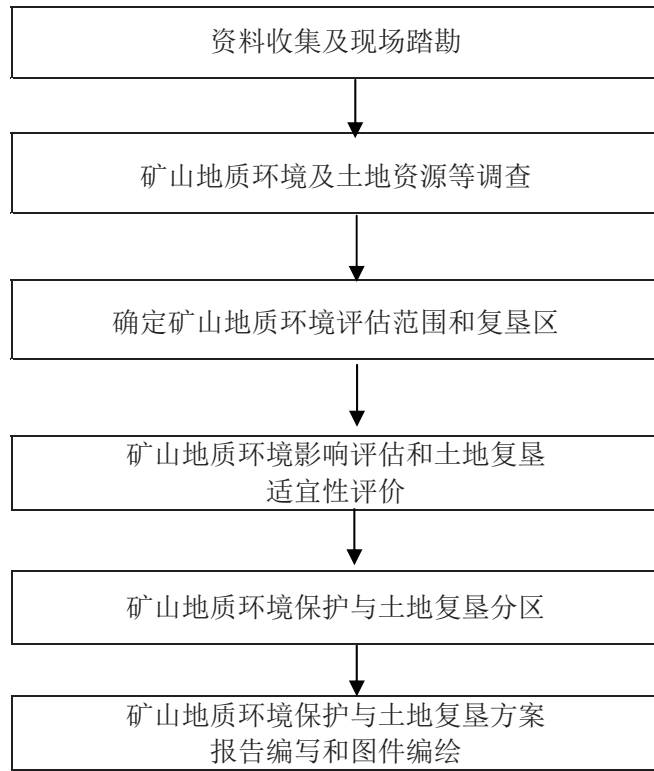 资料收集及现场踏勘
矿山地质环境及土地资源等调查
确定矿山地质环境评估范围和复垦区
矿山地质环境影响评估和土地复垦
适宜性评价
矿山地质环境保护与土地复垦分区
矿山地质环境保护与土地复垦方案
报告编写和图件编绘